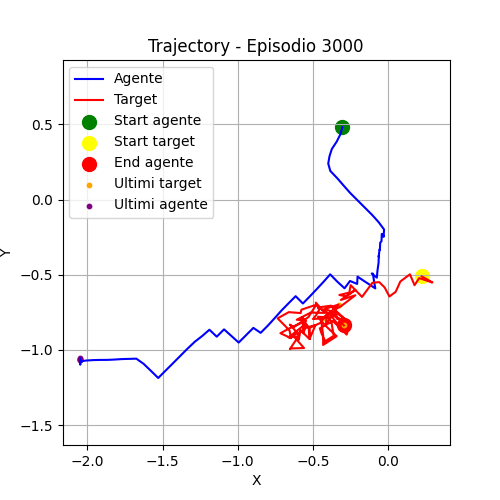 Trajectory - Episodio 3000
Agente
Target
Start agente
Start target
End agente
Ultimi target
Ultimi agente
0.5
0.0
−0.5
−1.0
−1.5
Y
−2.0 −1.5 −1.0 −0.5 0.0
X